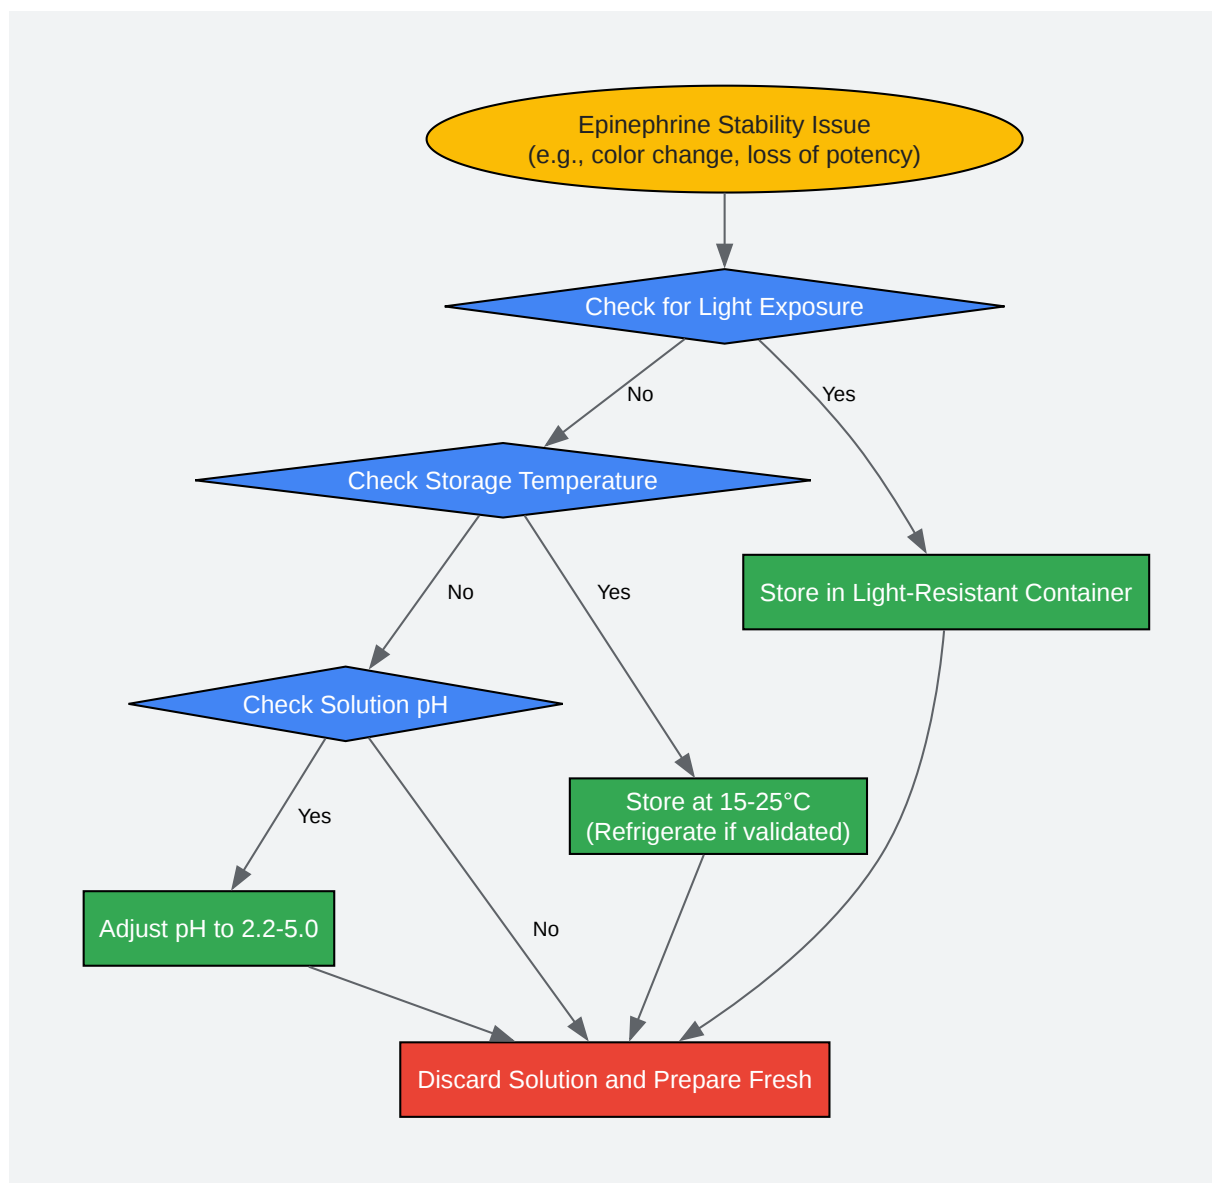 Epinephrine Stability Issue
(e.g., color change, loss of potency)
Check for Light Exposure
No
Yes
Check Storage Temperature
No
Yes
Store in Light-Resistant Container
Check Solution pH
Store at 15-25°C
(Refrigerate if validated)
Yes
Adjust pH to 2.2-5.0
No
Discard Solution and Prepare Fresh